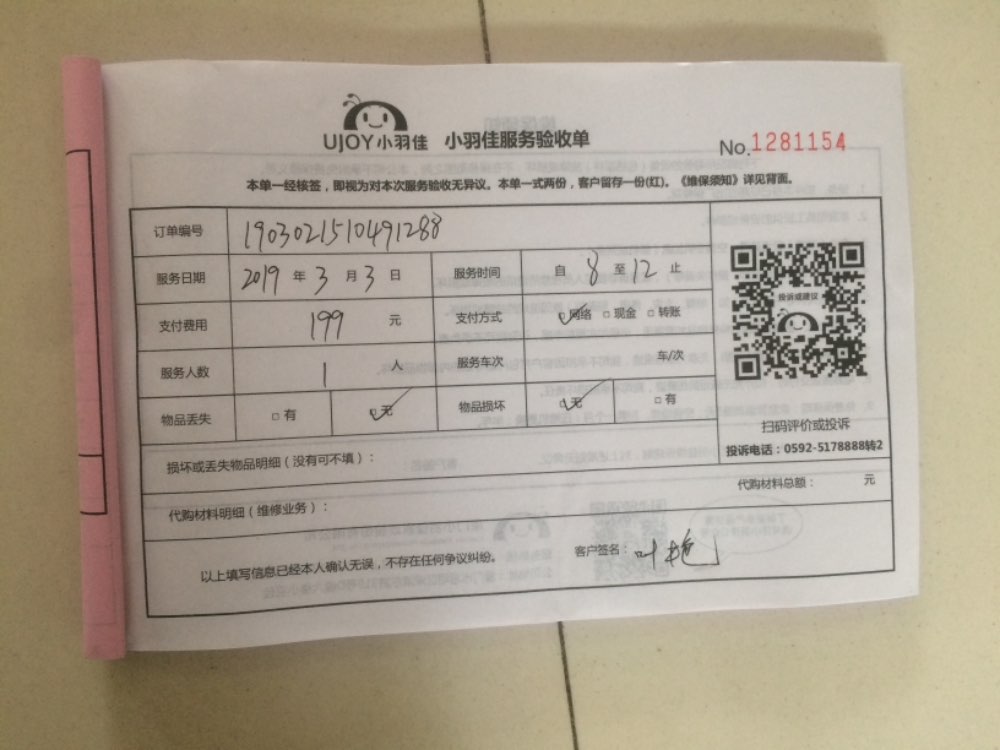 UJOY小羽佳 小羽佳服务验收单
No.1281154
本单一经核签，即视为对本次服务验收无异议。本单一式两份，客户留存一份(红)。《维保须知》详见背面。
订单编号 1903021510491288
服务日期 2019 年 3 月 3 日 服务时间 自 8 至 12 止
支付费用 199 元 支付方式 ☑网络 □现金 □转账
服务人数 1 人 服务车次 车/次
物品丢失 □有 ☑无 物品损坏 ☑无 □有
投诉或建议
扫码评价或投诉
投诉电话：0592-5178888转2
损坏或丢失物品明细（没有可不填）：
代购材料明细（维修业务）： 代购材料总额： 元
以上填写信息已经本人确认无误，不存在任何争议纠纷。 客户签名：叶艳